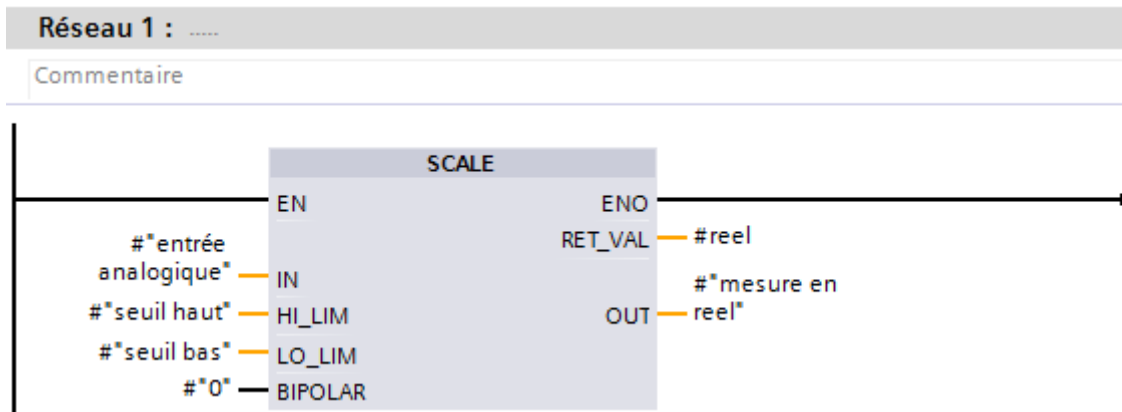 Réseau 1 : .....
Commentaire
SCALE
EN ENO
RET_VAL #reel
#"entrée
analogique" IN
#"mesure en
#"seuil haut" HI_LIM OUT reel"
#"seuil bas" LO_LIM
#"0" BIPOLAR